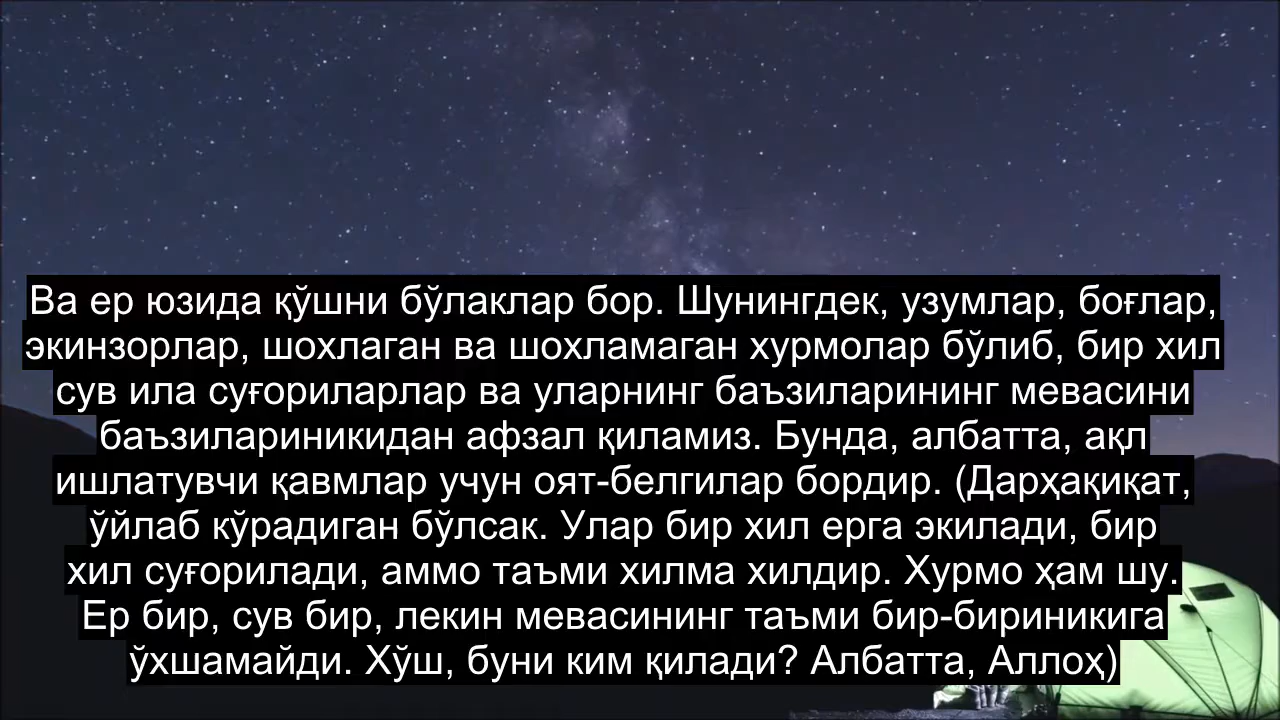 Ва ер юзида қўшни бўлаклар бор. Шунингдек, узумлар, боғлар,
экинзорлар, шохлаган ва шохламаган хурмолар бўлиб, бир хил
сув ила суғориларлар ва уларнинг баъзиларининг мевасини
баъзилариникидан афзал қиламиз. Бунда, албатта, ақл
ишлатувчи қавмлар учун оят-белгилар бордир. (Дарҳақиқат,
ўйлаб кўрадиган бўлсак. Улар бир хил ерга экилади, бир
хил суғорилади, аммо таъми хилма хилдир. Хурмо ҳам шу.
Ер бир, сув бир, лекин мевасининг таъми бир-бириникига
ўхшамайди. Хўш, буни ким қилади? Албатта, Аллоҳ)